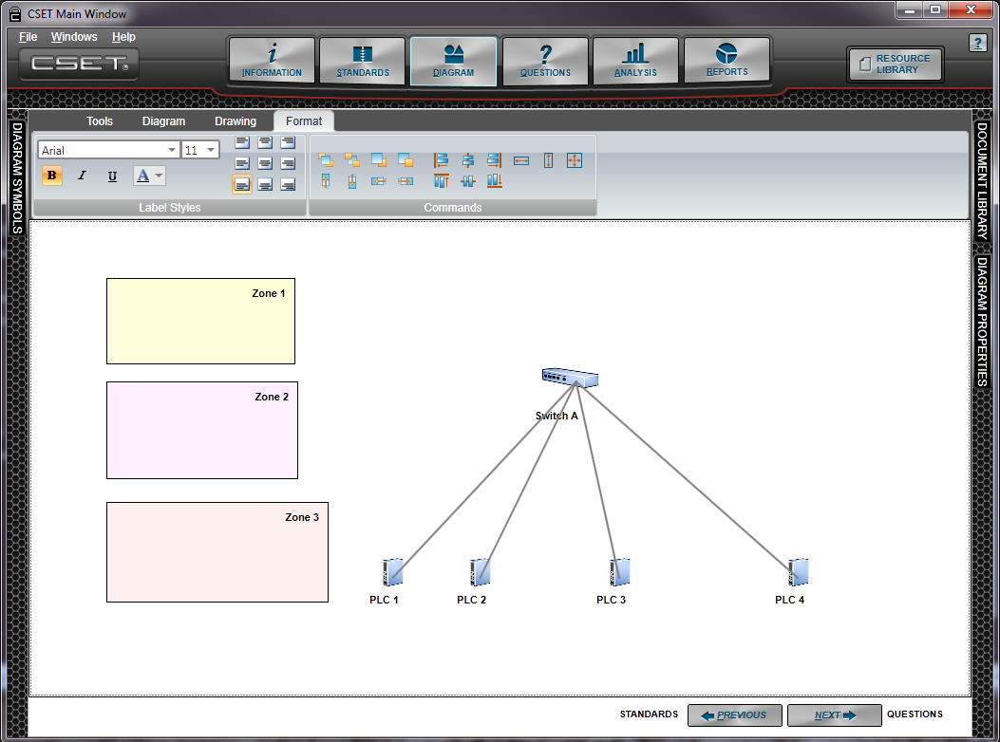 CSET Main Window
File Windows Help
CSET
INFORMATION
STANDARDS
DIAGRAM
QUESTIONS
ANALYSIS
REPORTS
RESOURCE
LIBRARY
?
Tools Diagram Drawing Format
DIAGRAM SYMBOLS
DOCUMENT LIBRARY
DIAGRAM PROPERTIES
Arial 11
B I U A
Label Styles Commands
Zone 1
Zone 2
Zone 3
Switch A
PLC 1 PLC 2 PLC 3 PLC 4
STANDARDS PREVIOUS NEXT QUESTIONS